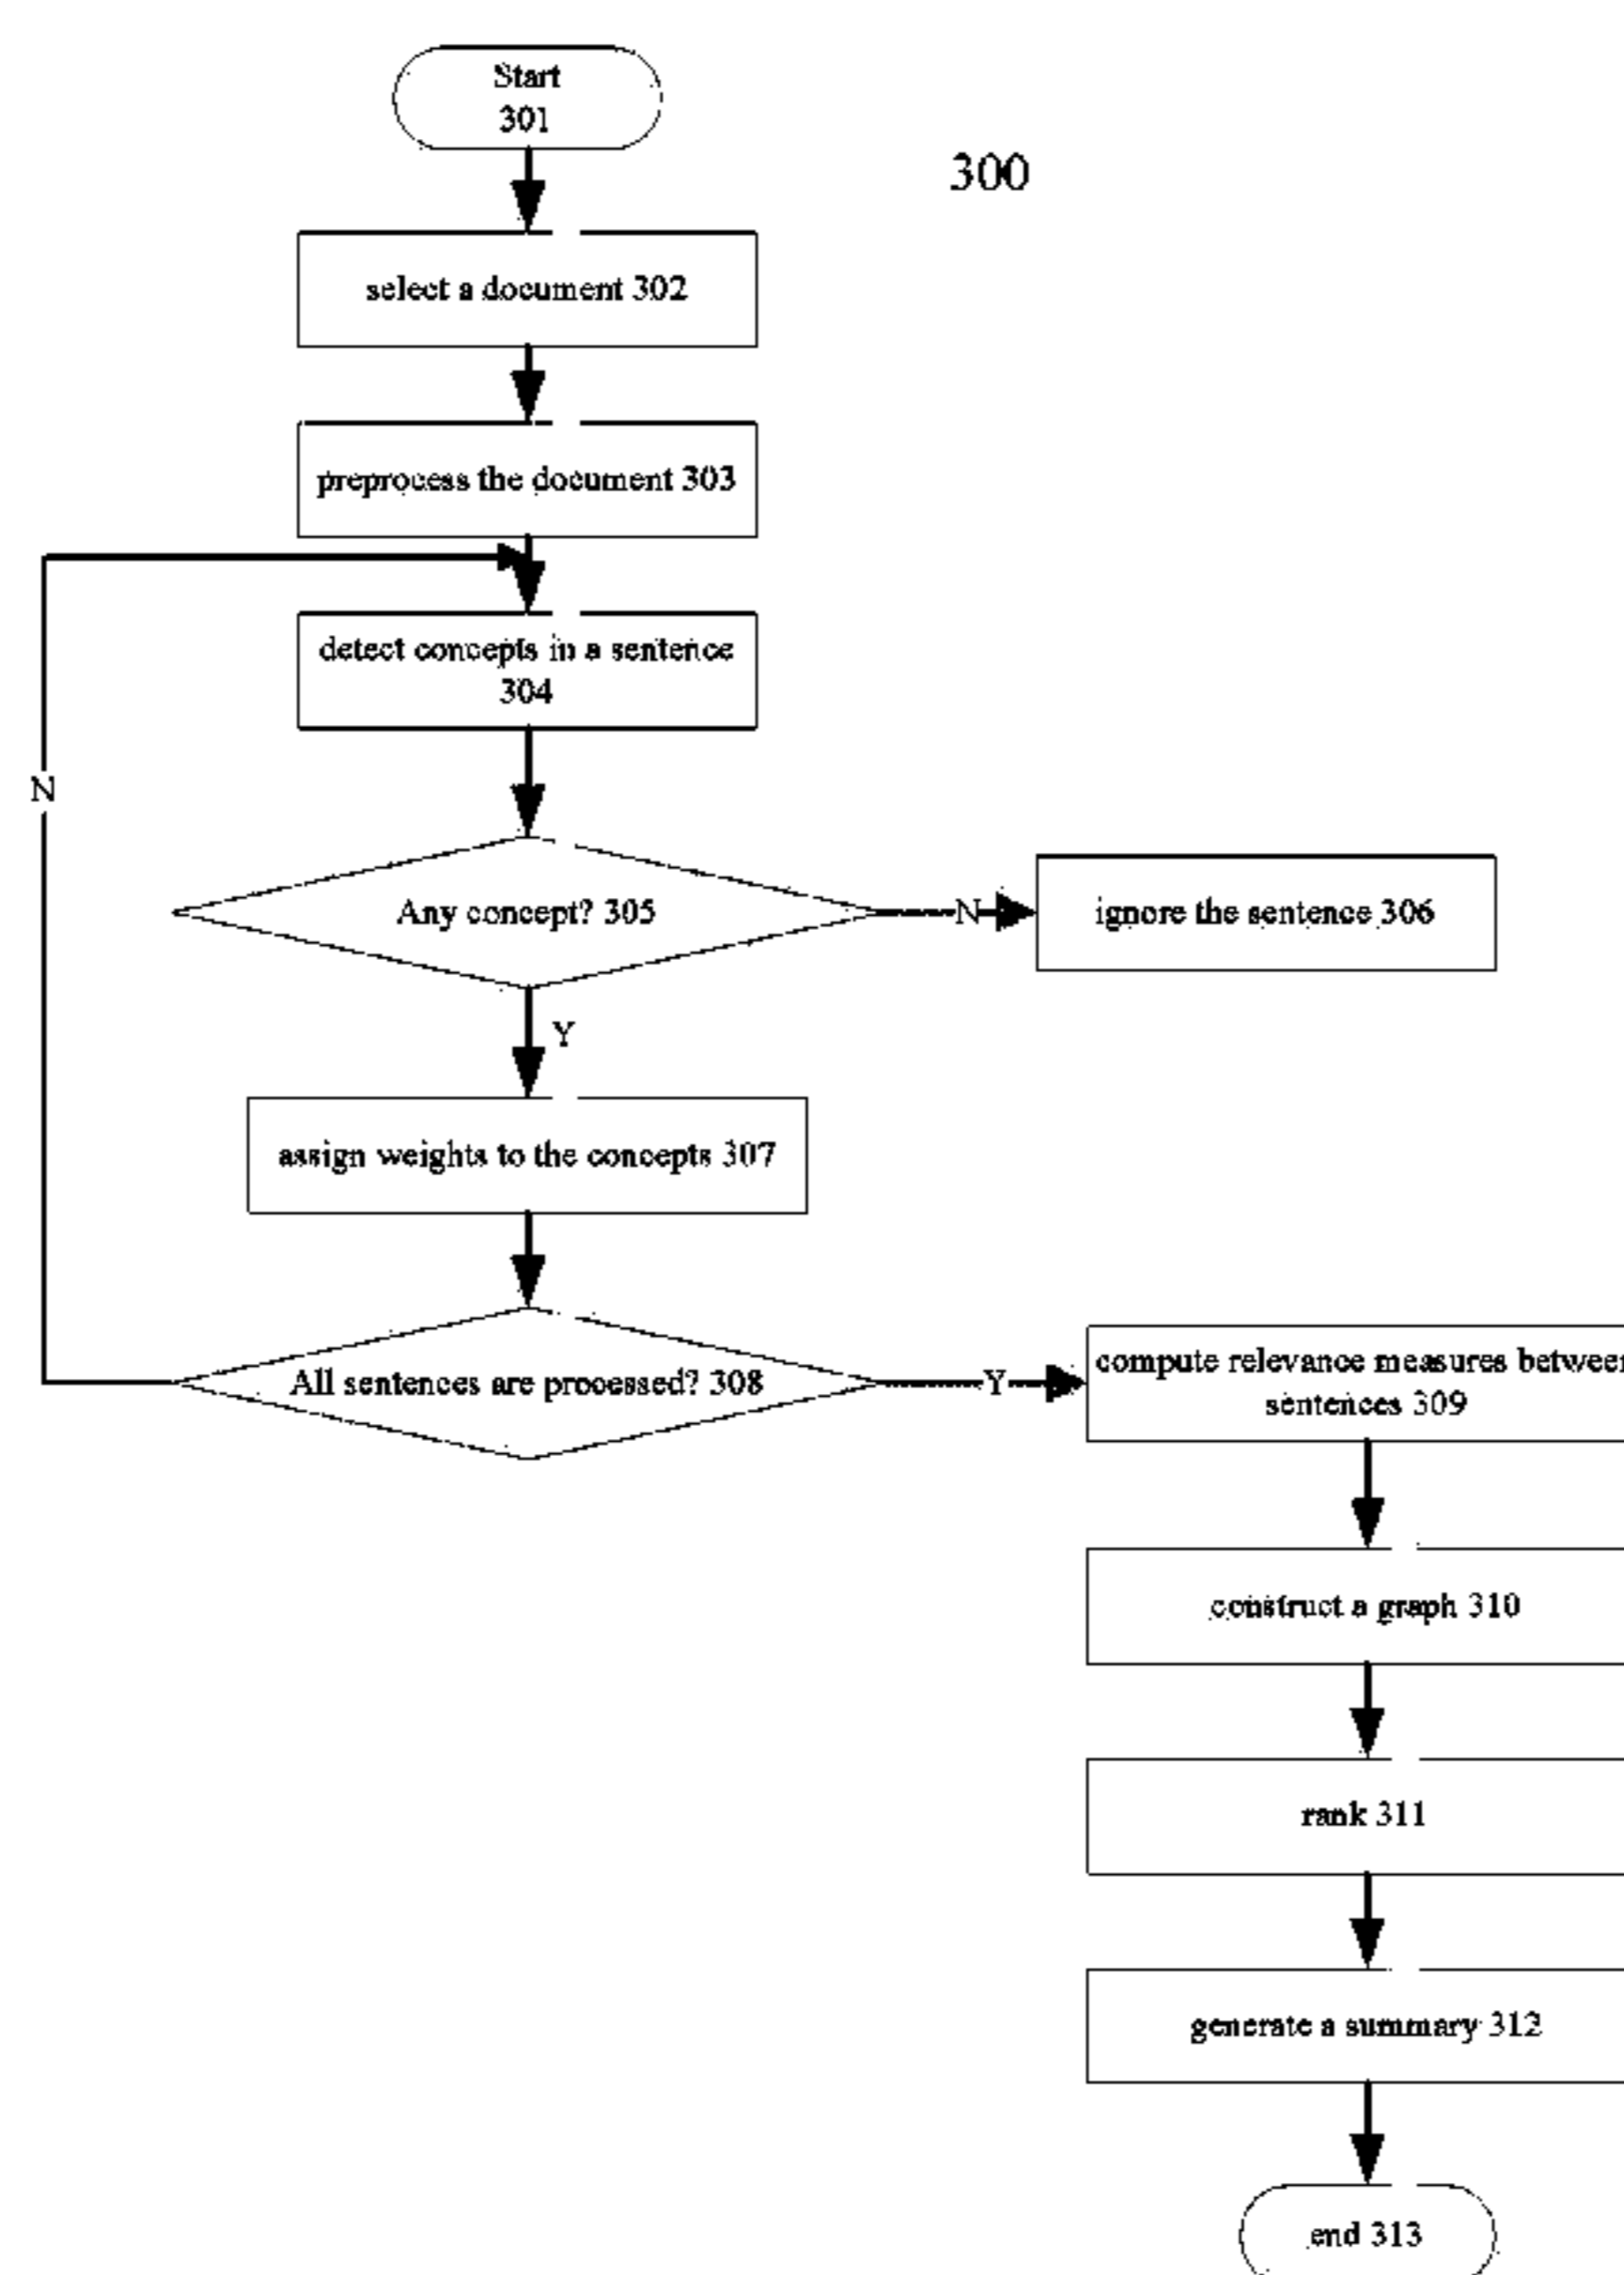 Start
301
300
select a document 302
preprocess the document 303
detect concepts in a sentence
304
N
Any concept? 305
N
ignore the sentence 306
Y
assign weights to the concepts 307
All sentences are processed? 308
Y
compute relevance measures between
sentences 309
construct a graph 310
rank 311
generate a summary 312
end 313